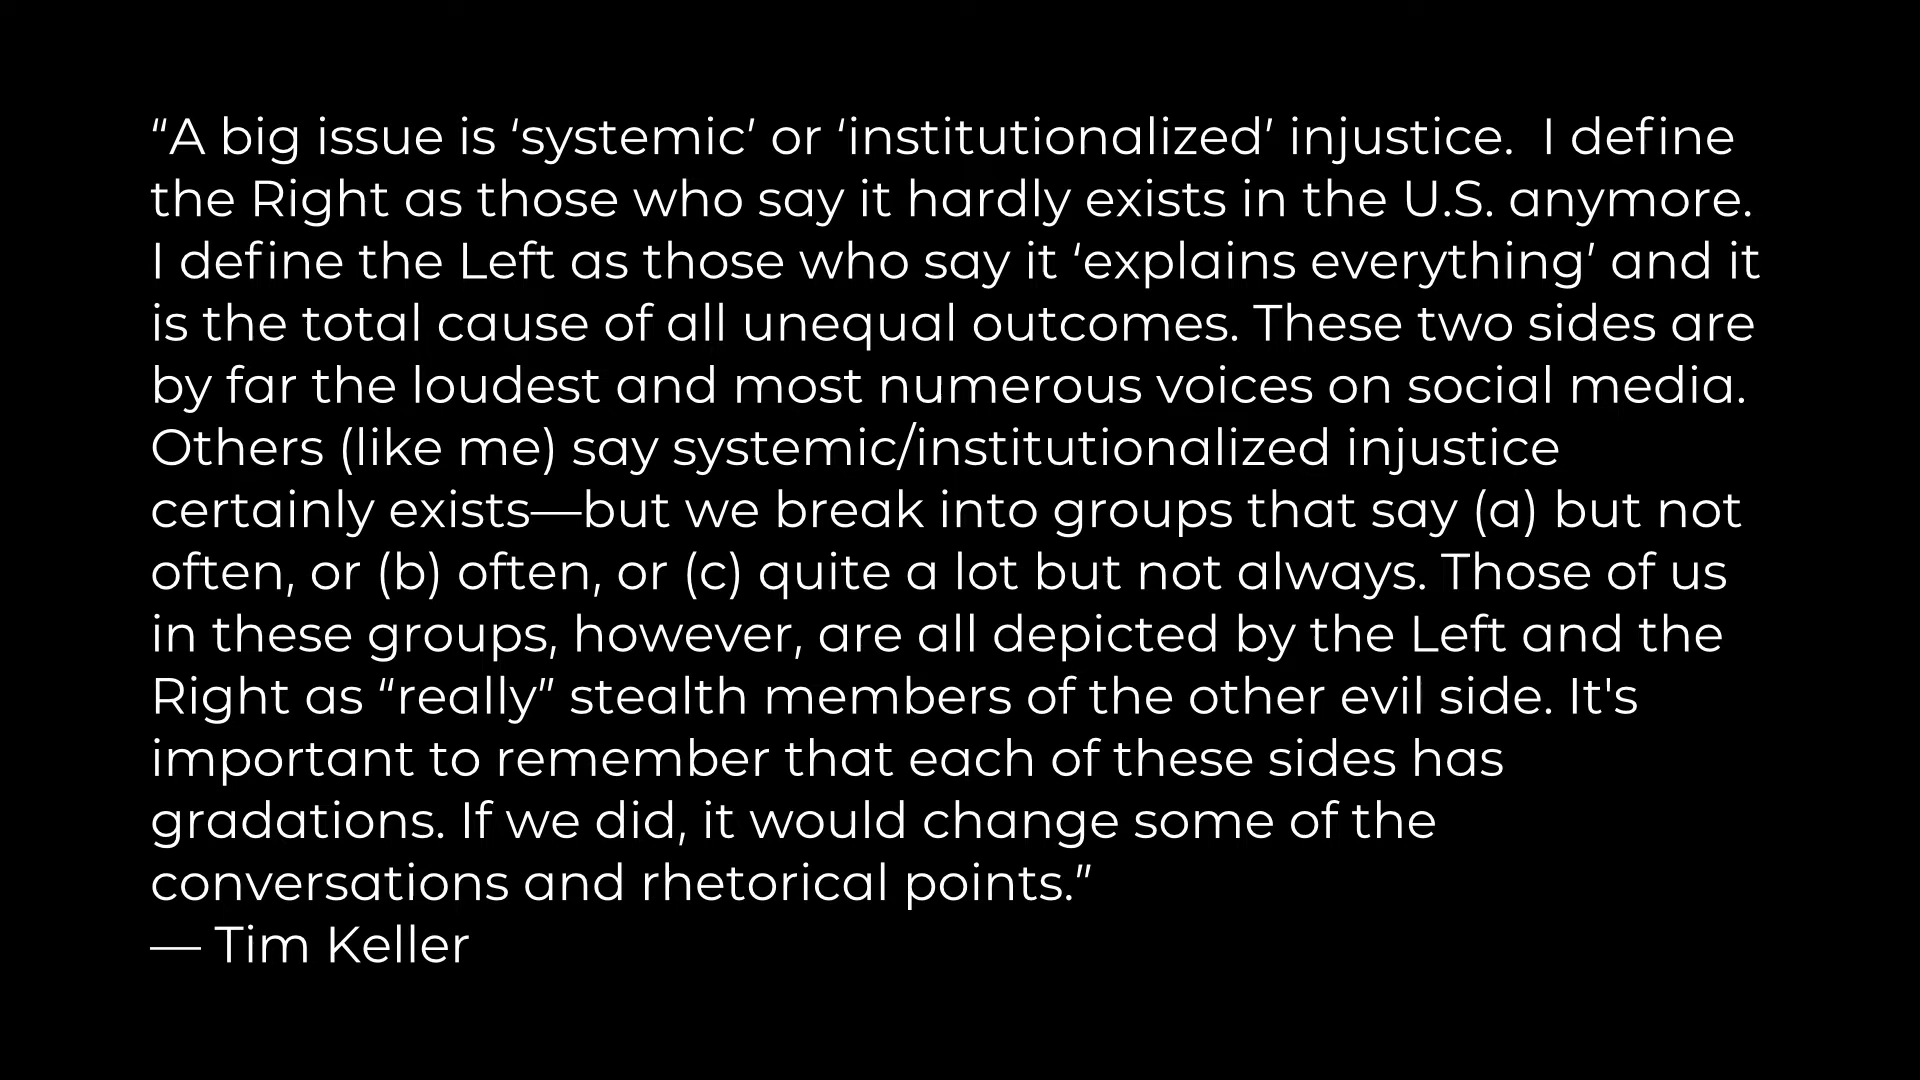 “A big issue is ‘systemic’ or ‘institutionalized’ injustice.  I define
the Right as those who say it hardly exists in the U.S. anymore.
I define the Left as those who say it ‘explains everything’ and it
is the total cause of all unequal outcomes. These two sides are
by far the loudest and most numerous voices on social media.
Others (like me) say systemic/institutionalized injustice
certainly exists—but we break into groups that say (a) but not
often, or (b) often, or (c) quite a lot but not always. Those of us
in these groups, however, are all depicted by the Left and the
Right as “really” stealth members of the other evil side. It's
important to remember that each of these sides has
gradations. If we did, it would change some of the
conversations and rhetorical points.”
— Tim Keller